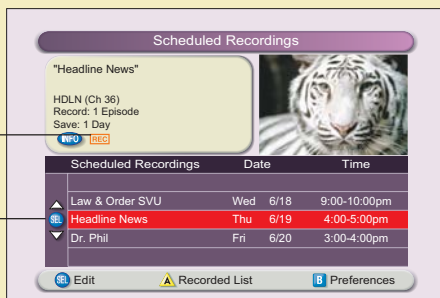 Scheduled Recordings
"Headline News"
HDLN (Ch 36)
Record: 1 Episode
Save: 1 Day
INFO REC
Scheduled Recordings Date Time
Law & Order SVU Wed 6/18 9:00-10:00pm
SEL Headline News Thu 6/19 4:00-5:00pm
Dr. Phil Fri 6/20 3:00-4:00pm
SEL Edit A Recorded List B Preferences